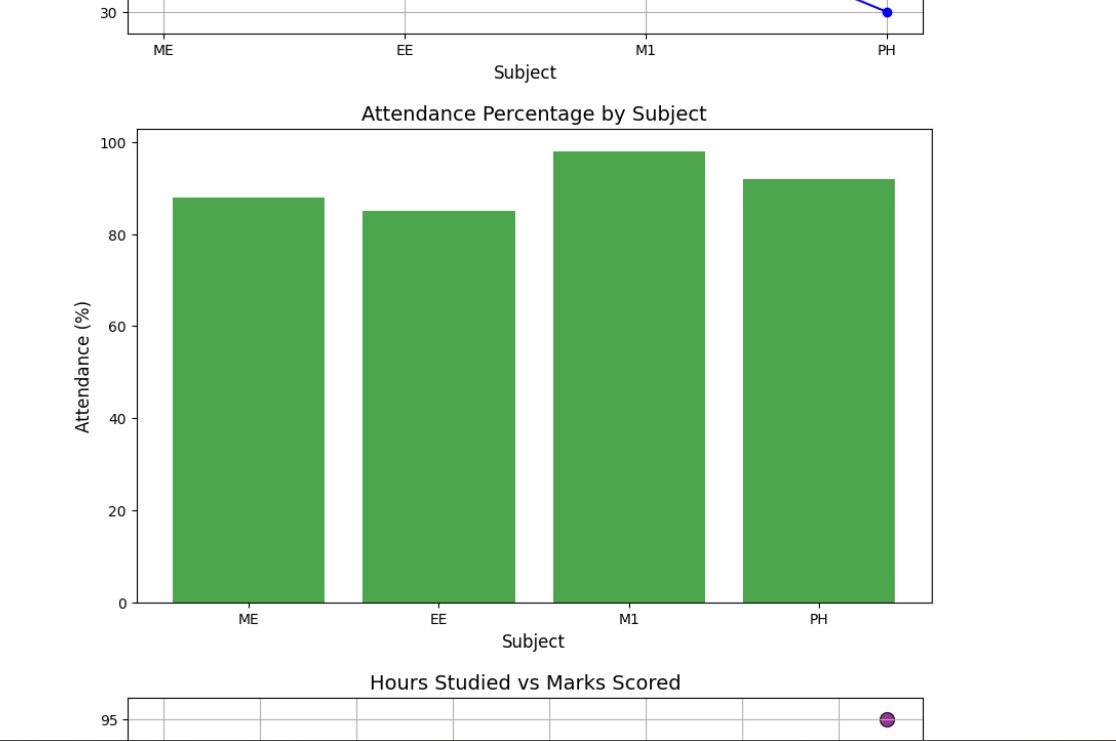 30
ME EE M1 PH
Subject
Attendance Percentage by Subject
100
80
60
40
20
0
Attendance (%)
ME EE M1 PH
Subject
Hours Studied vs Marks Scored
95